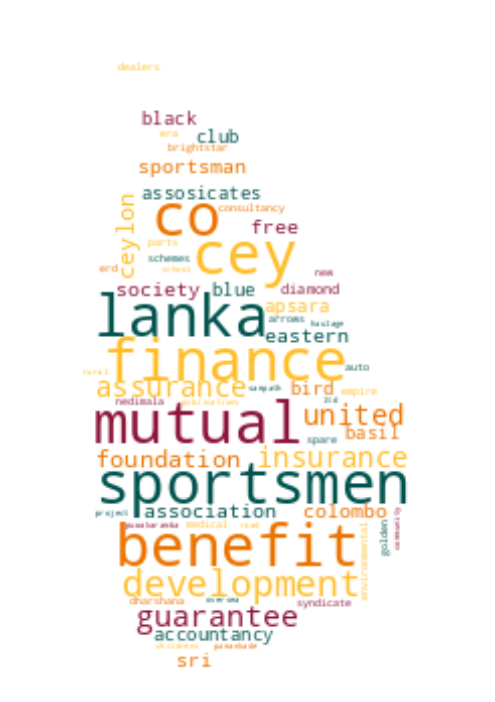 dealers
black
era club
brightstar
sportsman
assosicates
co consultancy
ceylon
free
parts
cey
schemes
erd school
new
society blue diamond
lanka apsara
arrows haulage
eastern
finance auto
rural
assurance sampath bird empire
nedimala publications ltd
mutual united
spare basil
foundation insurance
sportsmen
project association colombo
community
medical road
golden
environmental
benefit
development
dharshana oversea syndicate
guarantee
accountancy
childrens
sri